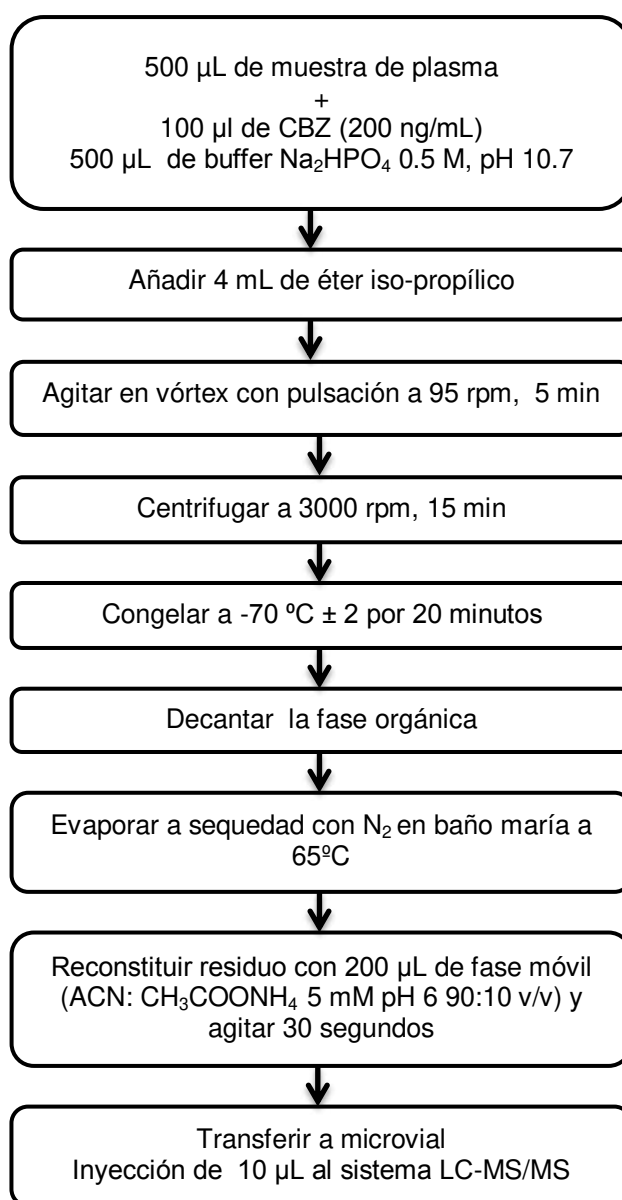 500 µL de muestra de plasma
+
100 µl de CBZ (200 ng/mL)
500 µL de buffer Na₂HPO₄ 0.5 M, pH 10.7
Añadir 4 mL de éter iso-propílico
Agitar en vórtex con pulsación a 95 rpm, 5 min
Centrifugar a 3000 rpm, 15 min
Congelar a -70 ºC ± 2 por 20 minutos
Decantar la fase orgánica
Evaporar a sequedad con N₂ en baño maría a
65ºC
Reconstituir residuo con 200 µL de fase móvil
(ACN: CH₃COONH₄ 5 mM pH 6 90:10 v/v) y
agitar 30 segundos
Transferir a microvial
Inyección de 10 µL al sistema LC-MS/MS